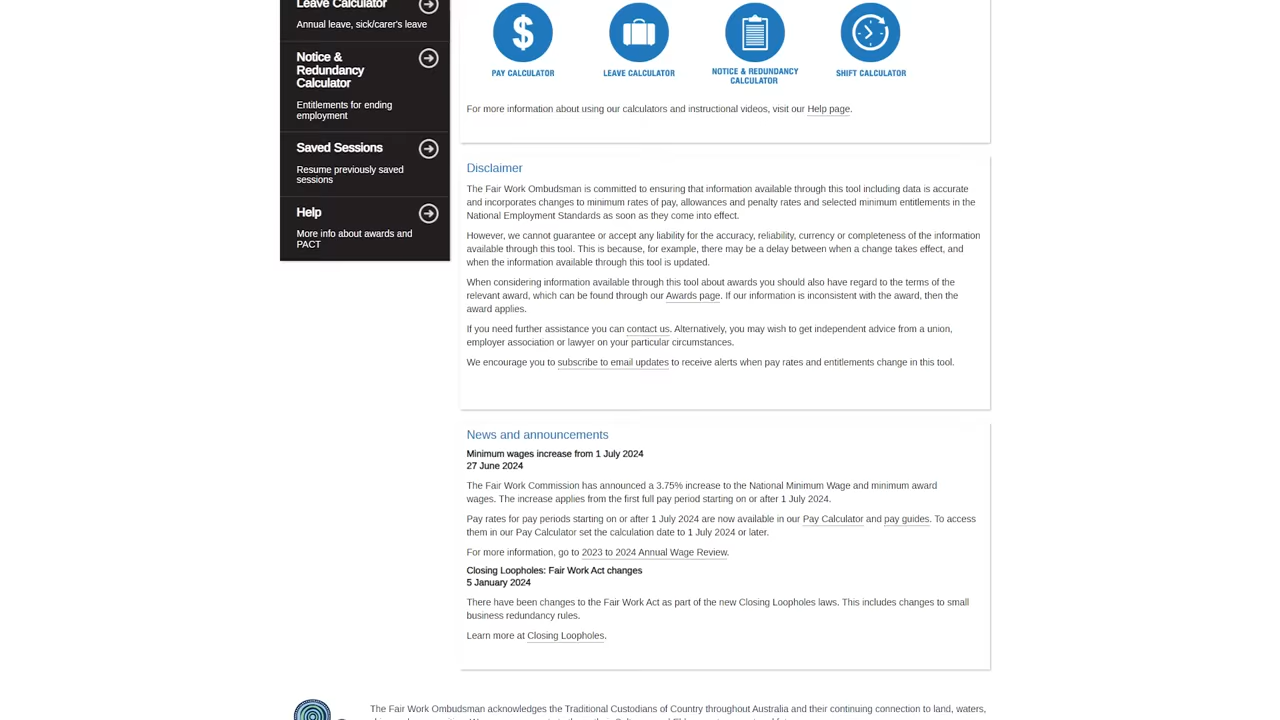 Leave Calculator
Annual leave, sick/carer's leave
Notice &
Redundancy
Calculator
Entitlements for ending
employment
Saved Sessions
Resume previously saved
sessions
Help
More info about awards and
PACT
PAY CALCULATOR
LEAVE CALCULATOR
NOTICE & REDUNDANCY
CALCULATOR
SHIFT CALCULATOR
For more information about using our calculators and instructional videos, visit our Help page.
Disclaimer
The Fair Work Ombudsman is committed to ensuring that information available through this tool including data is accurate
and incorporates changes to minimum rates of pay, allowances and penalty rates and selected minimum entitlements in the
National Employment Standards as soon as they come into effect.
However, we cannot guarantee or accept any liability for the accuracy, reliability, currency or completeness of the information
available through this tool. This is because, for example, there may be a delay between when a change takes effect, and
when the information available through this tool is updated.
When considering information available through this tool about awards you should also have regard to the terms of the
relevant award, which can be found through our Awards page. If our information is inconsistent with the award, then the
award applies.
If you need further assistance you can contact us. Alternatively, you may wish to get independent advice from a union,
employer association or lawyer on your particular circumstances.
We encourage you to subscribe to email updates to receive alerts when pay rates and entitlements change in this tool.
News and announcements
Minimum wages increase from 1 July 2024
27 June 2024
The Fair Work Commission has announced a 3.75% increase to the National Minimum Wage and minimum award
wages. The increase applies from the first full pay period starting on or after 1 July 2024.
Pay rates for pay periods starting on or after 1 July 2024 are now available in our Pay Calculator and pay guides. To access
them in our Pay Calculator set the calculation date to 1 July 2024 or later.
For more information, go to 2023 to 2024 Annual Wage Review.
Closing Loopholes: Fair Work Act changes
5 January 2024
There have been changes to the Fair Work Act as part of the new Closing Loopholes laws. This includes changes to small
business redundancy rules.
Learn more at Closing Loopholes.
The Fair Work Ombudsman acknowledges the Traditional Custodians of Country throughout Australia and their continuing connection to land, waters,